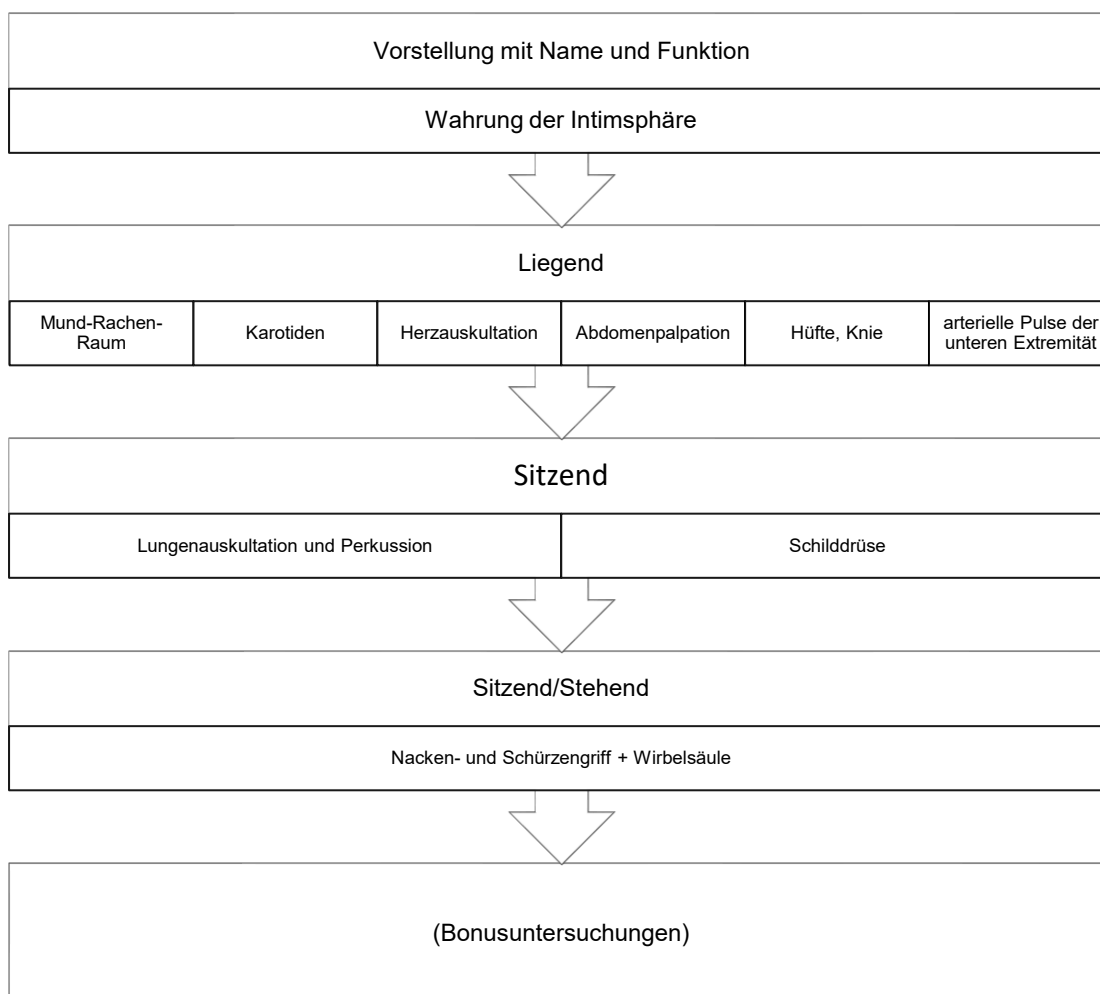 Vorstellung mit Name und Funktion
Wahrung der Intimsphäre
Liegend
Mund-Rachen-
Raum
Karotiden
Herzauskultation
Abdomenpalpation
Hüfte, Knie
arterielle Pulse der
unteren Extremität
Sitzend
Lungenauskultation und Perkussion
Schilddrüse
Sitzend/Stehend
Nacken- und Schürzengriff + Wirbelsäule
(Bonusuntersuchungen)